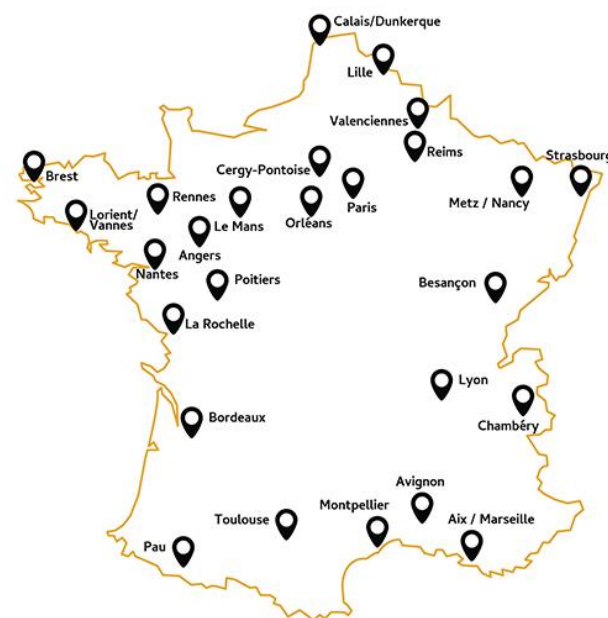 Calais/Dunkerque
Lille
Valenciennes
Reims
Cergy-Pontoise
Strasbourg
Brest
Paris
Metz / Nancy
Rennes
Lorient/
Vannes
Le Mans
Orléans
Angers
Nantes
Poitiers
Besançon
La Rochelle
Lyon
Bordeaux
Chambéry
Avignon
Montpellier
Toulouse
Aix / Marseille
Pau